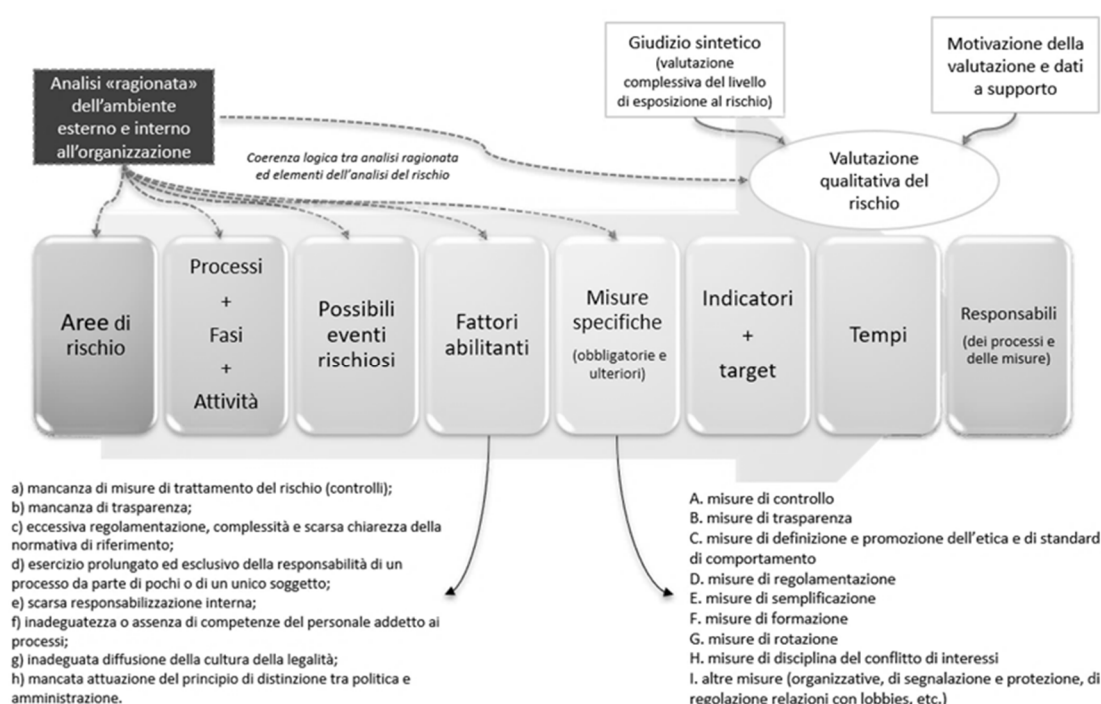 Analisi «ragionata»
dell'ambiente
esterno e interno
all'organizzazione
Giudizio sintetico
(valutazione
complessiva del livello
di esposizione al rischio)
Motivazione della
valutazione e dati
a supporto
Coerenza logica tra analisi ragionata
ed elementi dell'analisi del rischio
Valutazione
qualitativa del
rischio
Aree di
rischio
Processi
+
Fasi
+
Attività
Possibili
eventi
rischiosi
Fattori
abilitanti
Misure
specifiche
(obbligatorie e
ulteriori)
Indicatori
+
target
Tempi
Responsabili
(dei processi e
delle misure)
a) mancanza di misure di trattamento del rischio (controlli);
b) mancanza di trasparenza;
c) eccessiva regolamentazione, complessità e scarsa chiarezza della
normativa di riferimento;
d) esercizio prolungato ed esclusivo della responsabilità di un
processo da parte di pochi o di un unico soggetto;
e) scarsa responsabilizzazione interna;
f) inadeguatezza o assenza di competenze del personale addetto ai
processi;
g) inadeguata diffusione della cultura della legalità;
h) mancata attuazione del principio di distinzione tra politica e
amministrazione.
A. misure di controllo
B. misure di trasparenza
C. misure di definizione e promozione dell'etica e di standard
di comportamento
D. misure di regolamentazione
E. misure di semplificazione
F. misure di formazione
G. misure di rotazione
H. misure di disciplina del conflitto di interessi
I. altre misure (organizzative, di segnalazione e protezione, di
regolazione relazioni con lobbies, etc.)